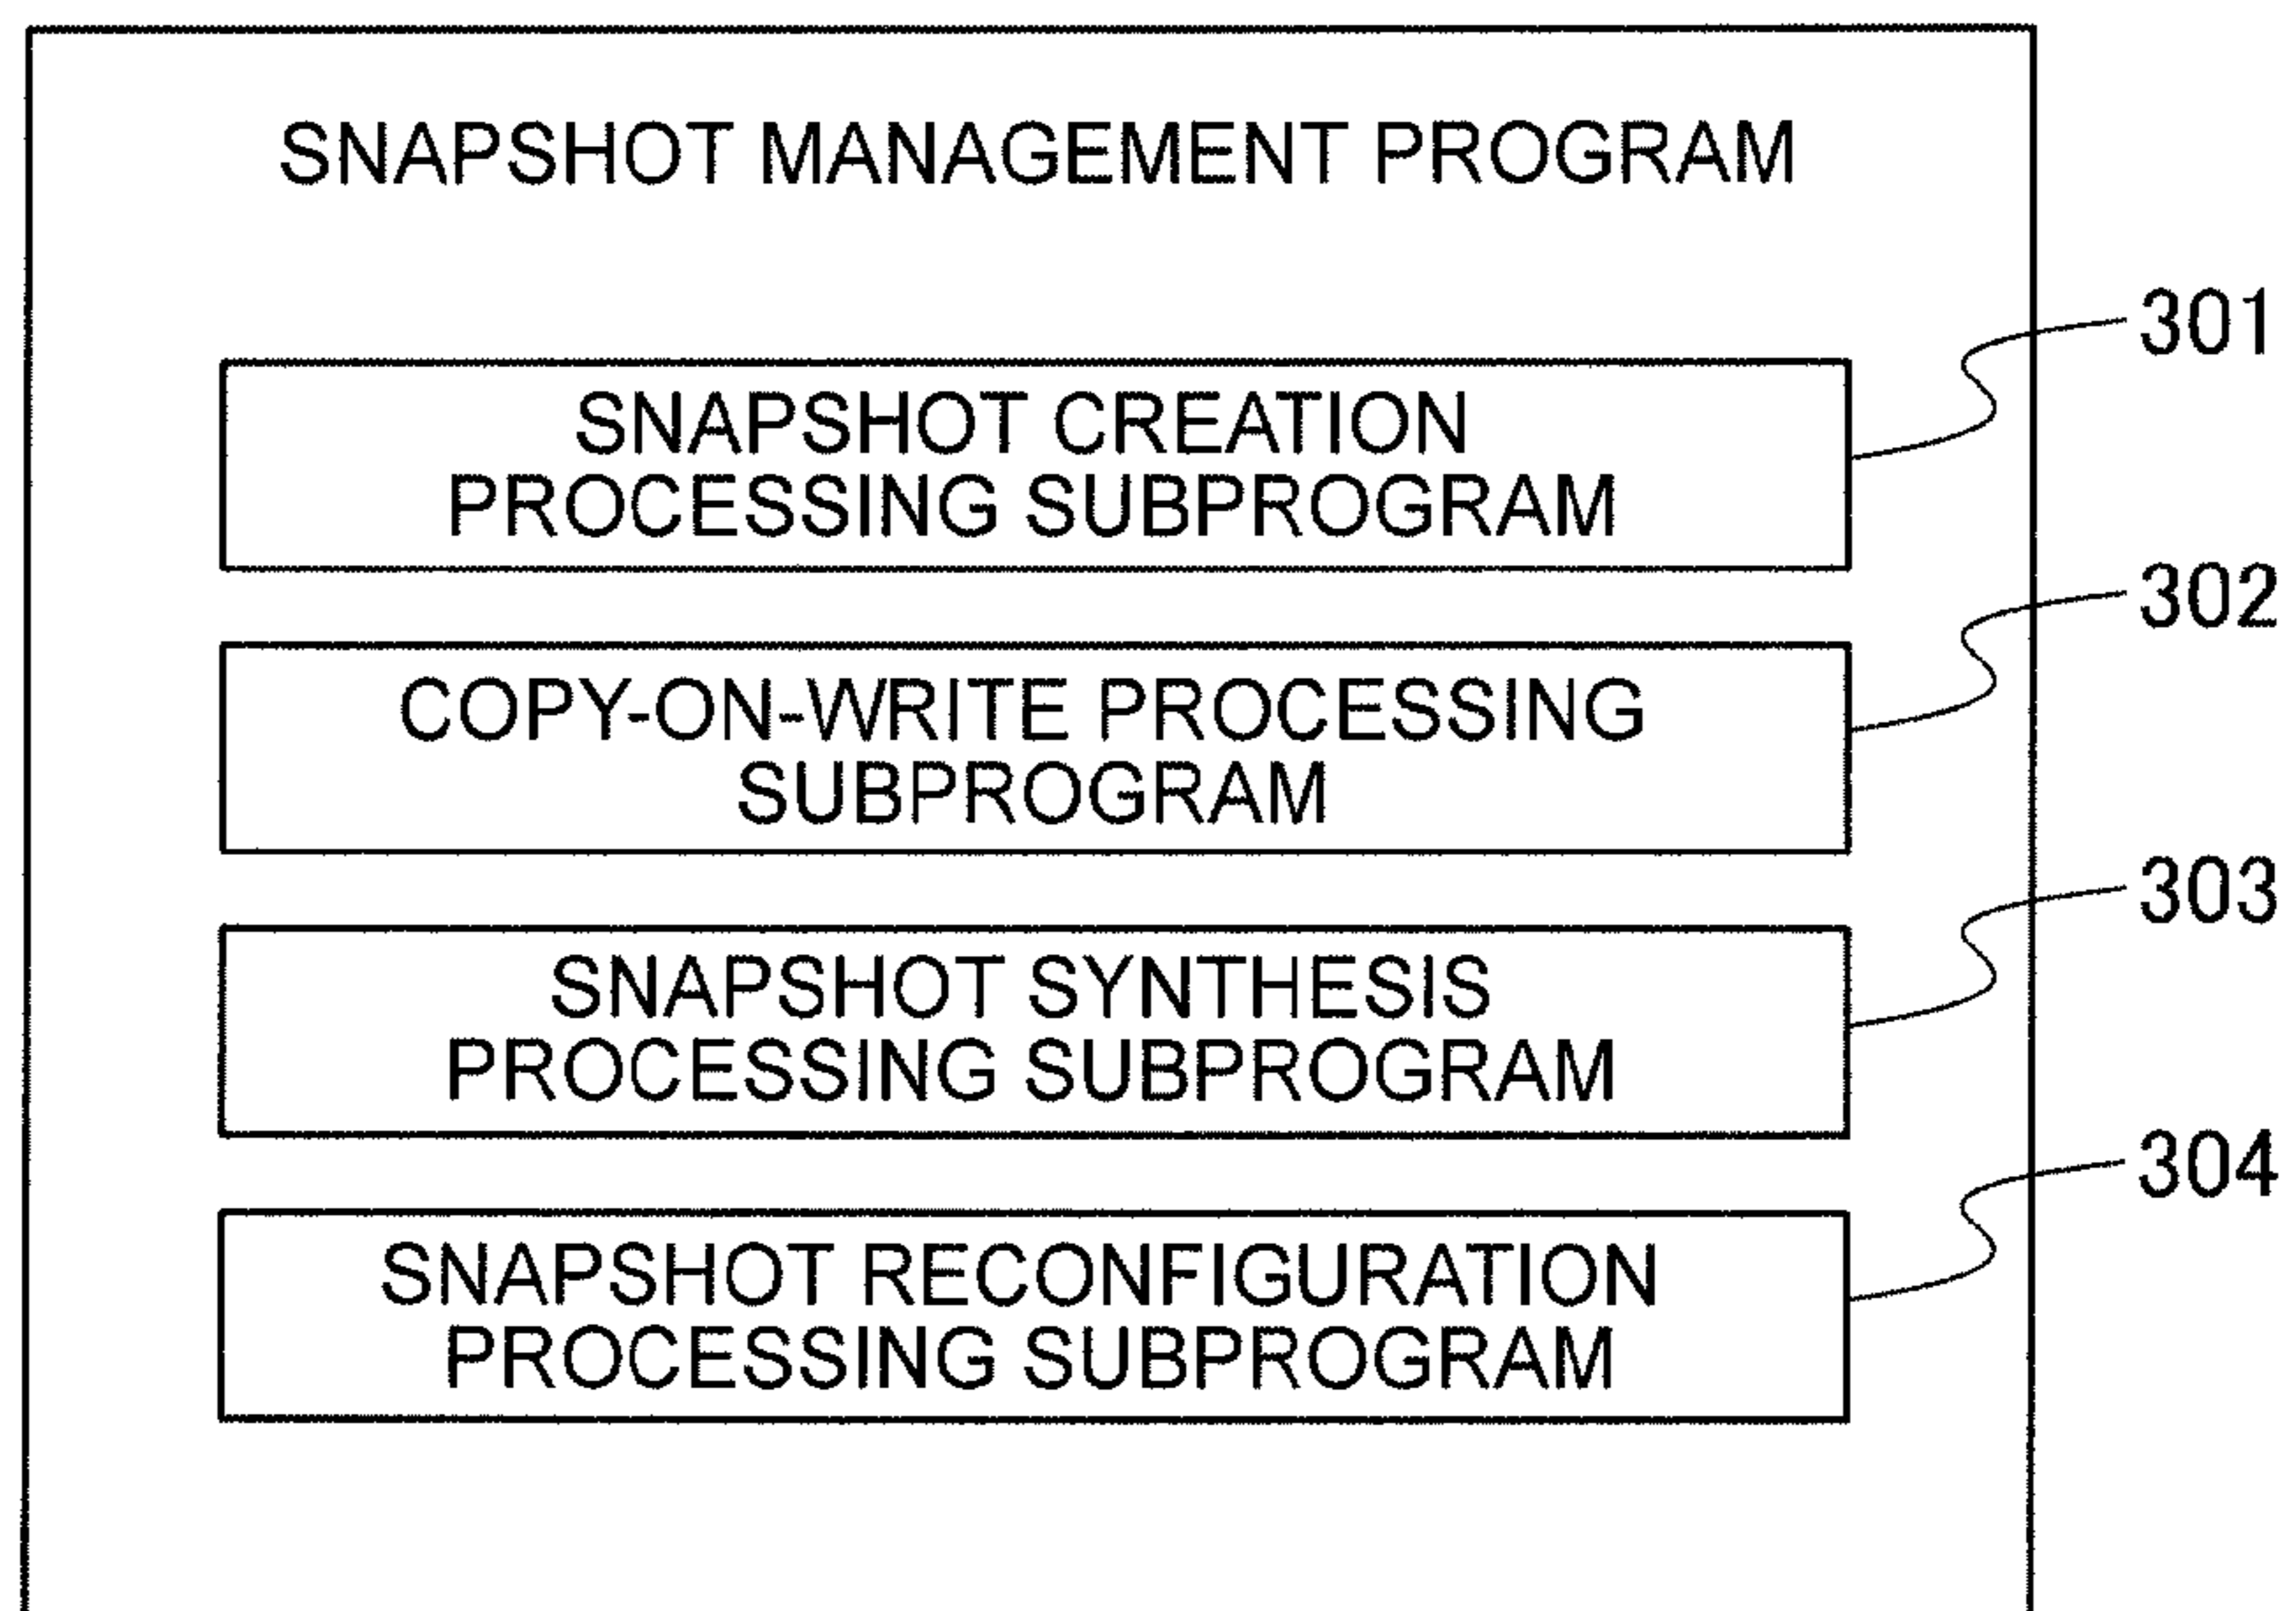 SNAPSHOT MANAGEMENT PROGRAM
301
SNAPSHOT CREATION
PROCESSING SUBPROGRAM
302
COPY-ON-WRITE PROCESSING
SUBPROGRAM
303
SNAPSHOT SYNTHESIS
PROCESSING SUBPROGRAM
304
SNAPSHOT RECONFIGURATION
PROCESSING SUBPROGRAM